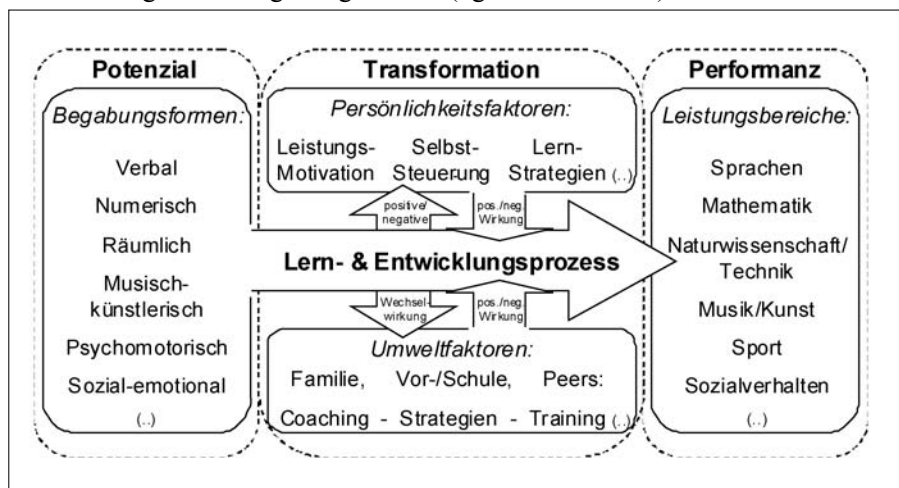 Potenzial
Begabungsformen:
Verbal
Numerisch
Räumlich
Musisch-
künstlerisch
Psychomotorisch
Sozial-emotional
(..)
Transformation
Persönlichkeitsfaktoren:
Leistungs- Selbst- Lern-
Motivation Steuerung Strategien (..)
positive/
negative
pos./neg.
Wirkung
Lern- & Entwicklungsprozess
Wechsel-
wirkung
pos./neg.
Wirkung
Umweltfaktoren:
Familie, Vor-/Schule, Peers:
Coaching - Strategien - Training (..)
Performanz
Leistungsbereiche:
Sprachen
Mathematik
Naturwissenschaft/
Technik
Musik/Kunst
Sport
Sozialverhalten
(..)